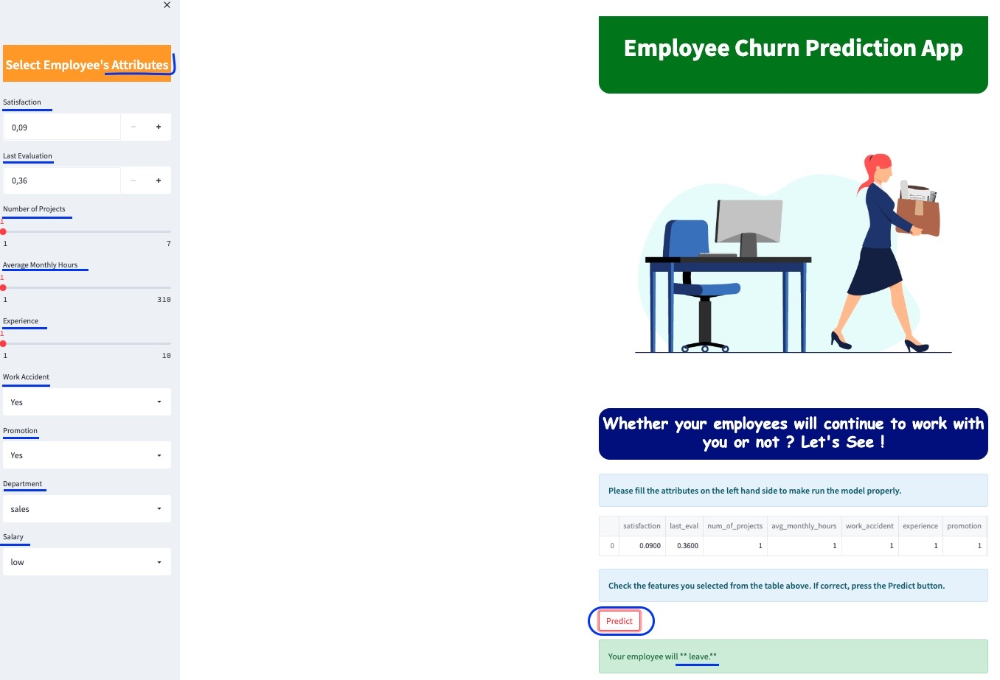 ×
Select Employee's Attributes
Satisfaction
0,09
− +
Last Evaluation
0,36
− +
Number of Projects
1
1 7
Average Monthly Hours
1
1 310
Experience
1
1 10
Work Accident
Yes
Promotion
Yes
Department
sales
Salary
low
Employee Churn Prediction App
Whether your employees will continue to work with
you or not ? Let's See !
Please fill the attributes on the left hand side to make run the model properly.
satisfaction last_eval num_of_projects avg_monthly_hours work_accident experience promotion
0 0.0900 0.3600 1 1 1 1 1
Check the features you selected from the table above. If correct, press the Predict button.
Predict
Your employee will ** leave.**